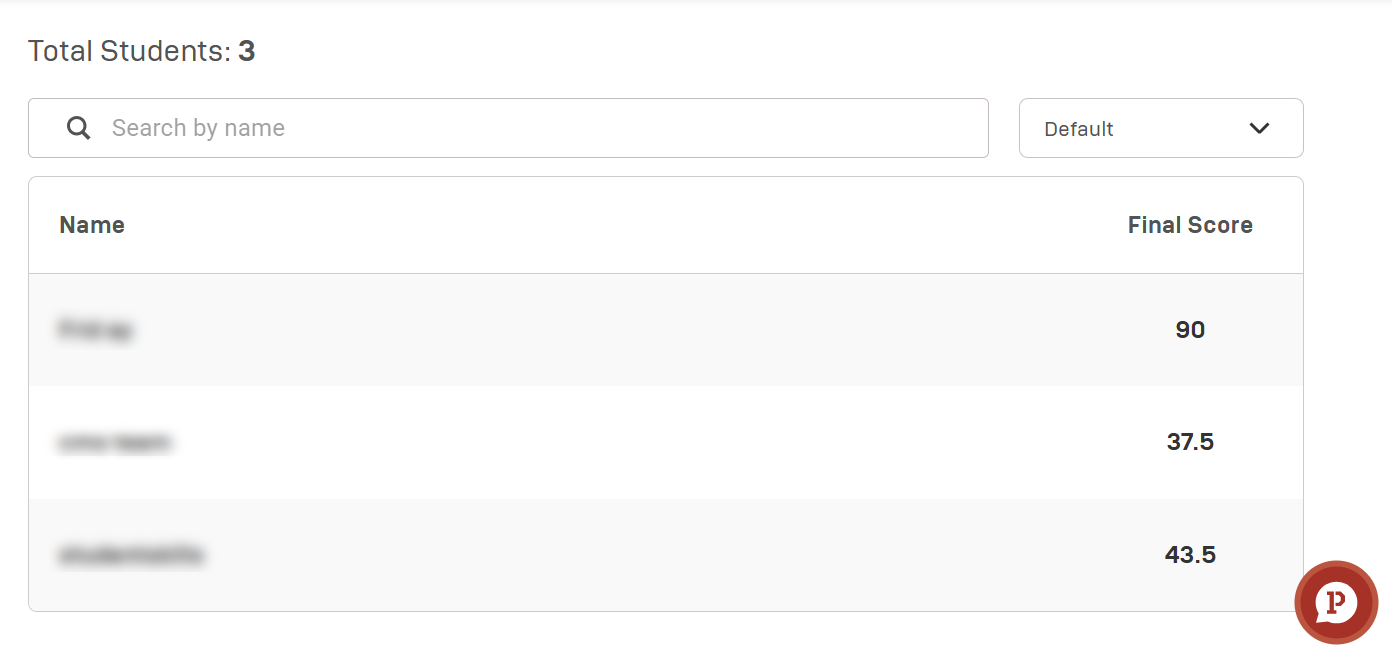 Total Students: 3
Search by name
Default
Name Final Score
90
37.5
43.5
P